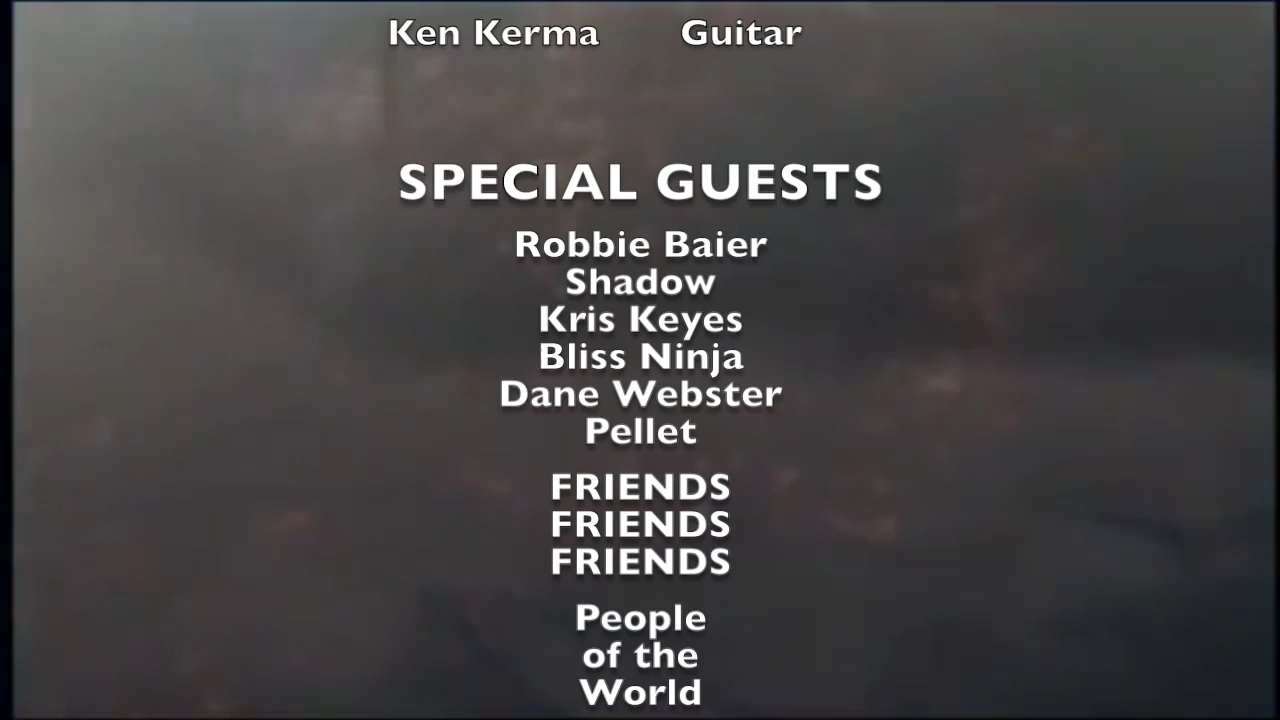 Ken Kerma Guitar
SPECIAL GUESTS
Robbie Baier
Shadow
Kris Keyes
Bliss Ninja
Dane Webster
Pellet
FRIENDS
FRIENDS
FRIENDS
People
of the
World